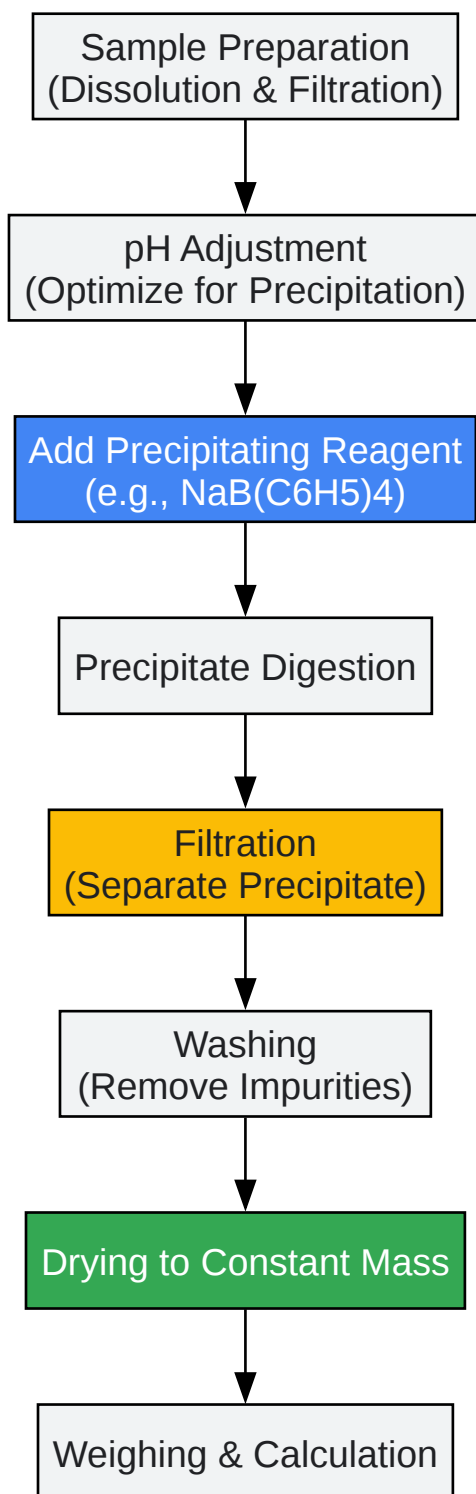 Sample Preparation
(Dissolution & Filtration)
pH Adjustment
(Optimize for Precipitation)
Add Precipitating Reagent
(e.g., NaB(C6H5)4)
Precipitate Digestion
Filtration
(Separate Precipitate)
Washing
(Remove Impurities)
Drying to Constant Mass
Weighing & Calculation